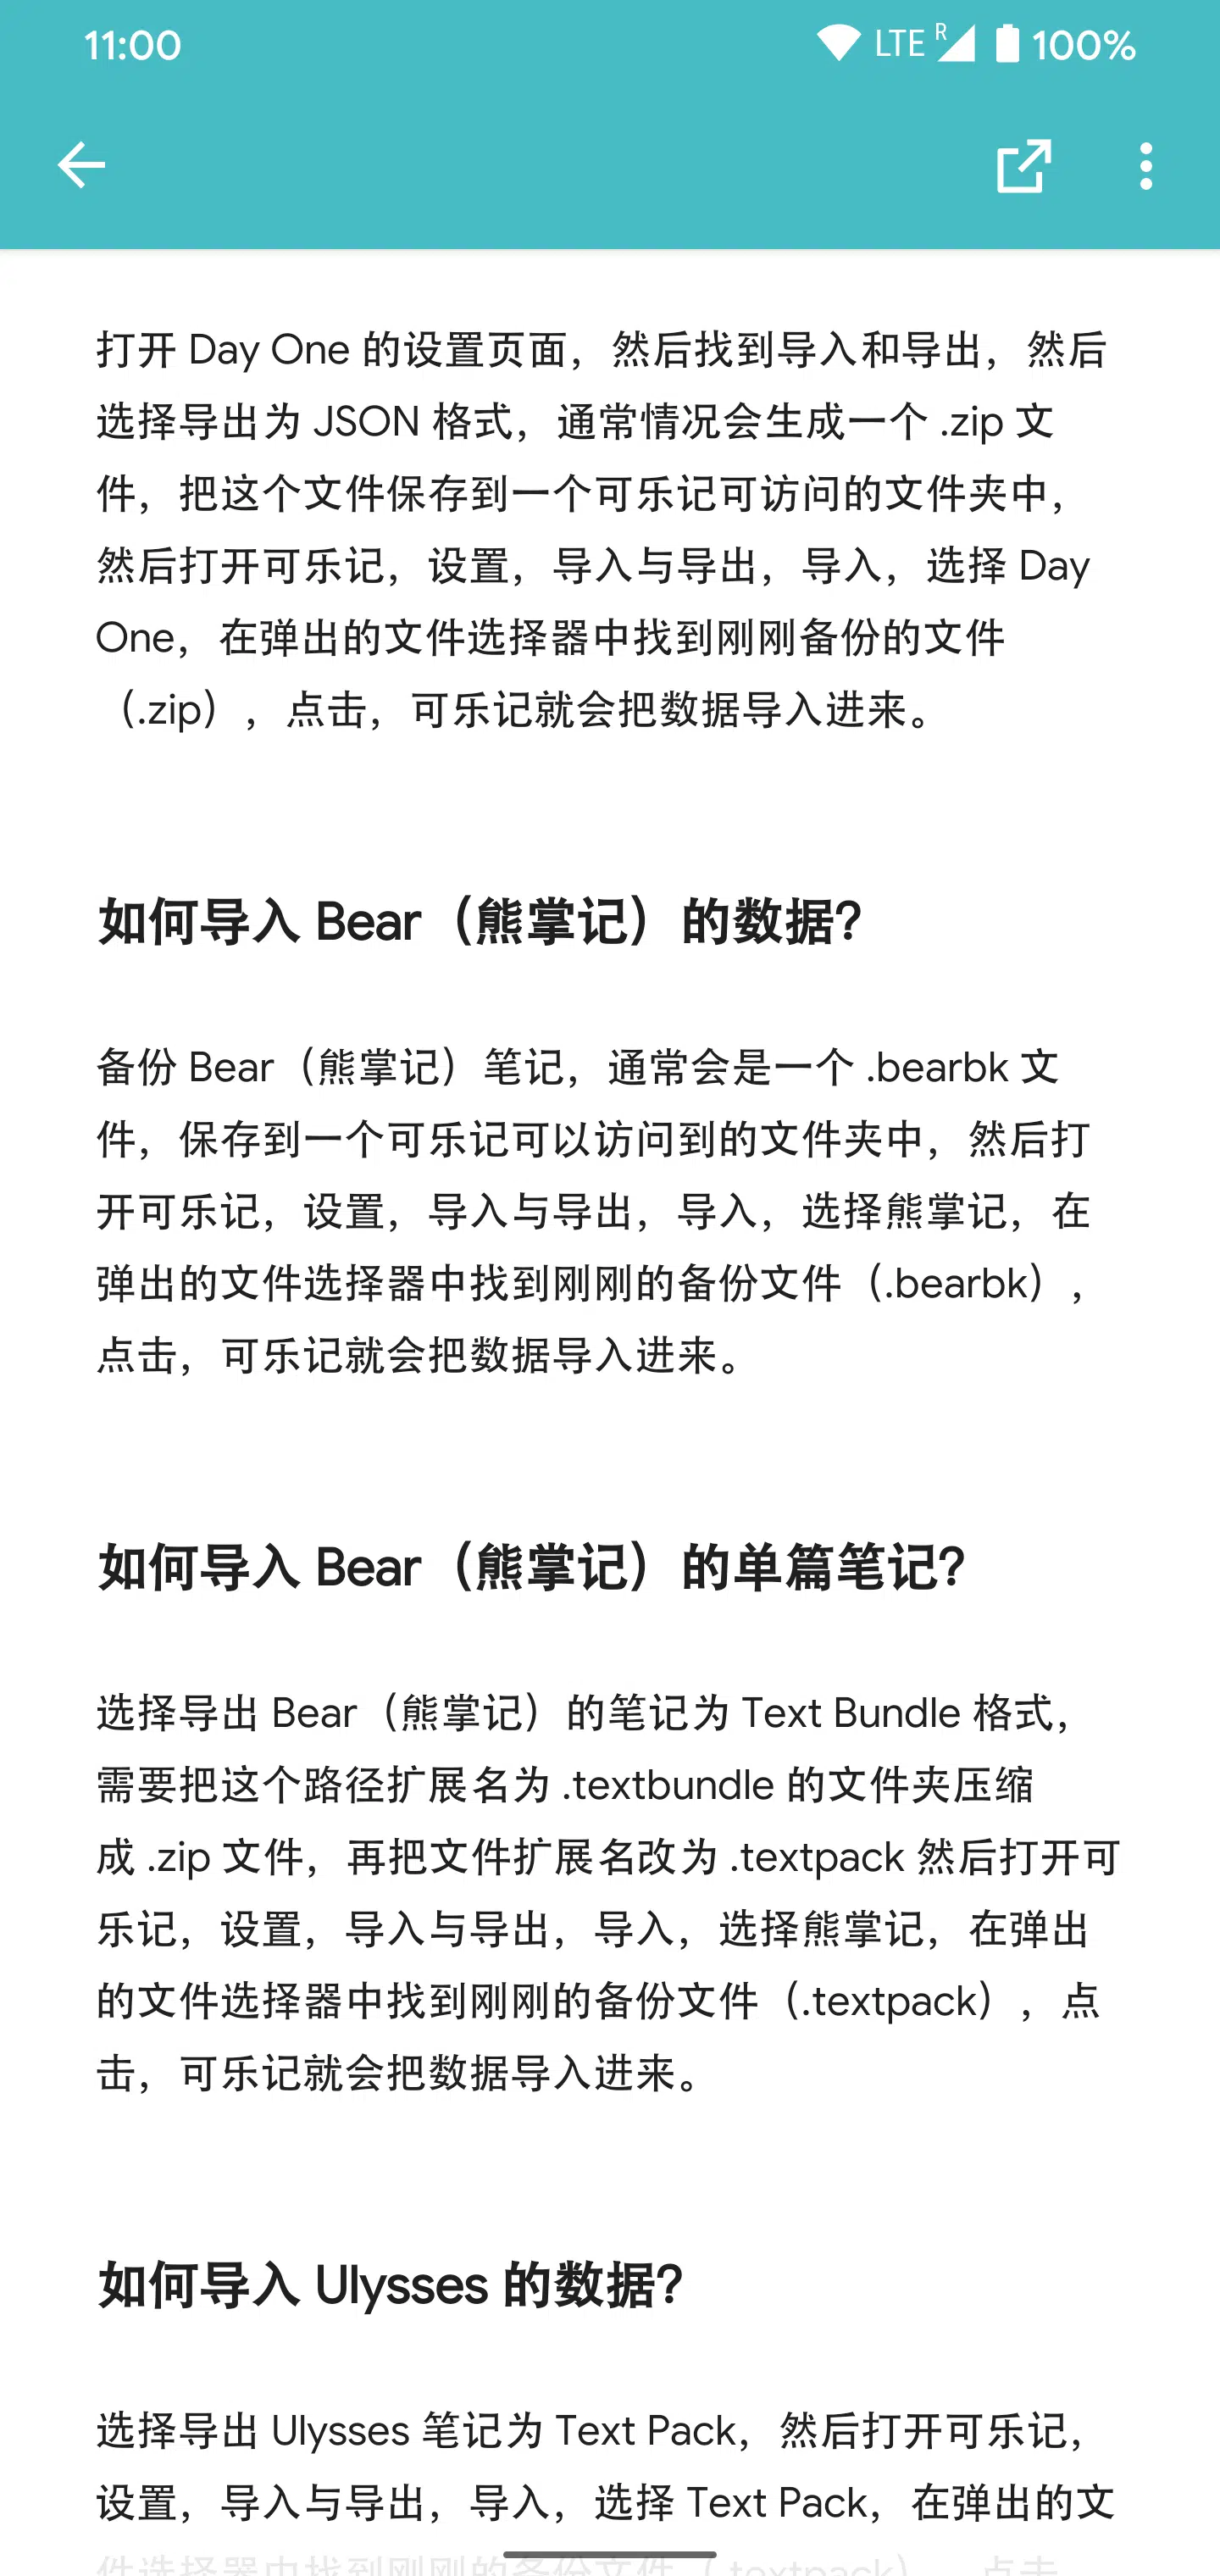 11:00
LTE R 100%
打开 Day One 的设置页面，然后找到导入和导出，然后
选择导出为 JSON 格式，通常情况会生成一个 .zip 文
件，把这个文件保存到一个可乐记可访问的文件夹中，
然后打开可乐记，设置，导入与导出，导入，选择 Day
One，在弹出的文件选择器中找到刚刚备份的文件
（.zip），点击，可乐记就会把数据导入进来。
如何导入 Bear（熊掌记）的数据？
备份 Bear（熊掌记）笔记，通常会是一个 .bearbk 文
件，保存到一个可乐记可以访问到的文件夹中，然后打
开可乐记，设置，导入与导出，导入，选择熊掌记，在
弹出的文件选择器中找到刚刚的备份文件（.bearbk），
点击，可乐记就会把数据导入进来。
如何导入 Bear（熊掌记）的单篇笔记？
选择导出 Bear（熊掌记）的笔记为 Text Bundle 格式，
需要把这个路径扩展名为 .textbundle 的文件夹压缩
成 .zip 文件，再把文件扩展名改为 .textpack 然后打开可
乐记，设置，导入与导出，导入，选择熊掌记，在弹出
的文件选择器中找到刚刚的备份文件（.textpack），点
击，可乐记就会把数据导入进来。
如何导入 Ulysses 的数据？
选择导出 Ulysses 笔记为 Text Pack，然后打开可乐记，
设置，导入与导出，导入，选择 Text Pack，在弹出的文
件选择器中找到刚刚的备份文件（.textpack），点击